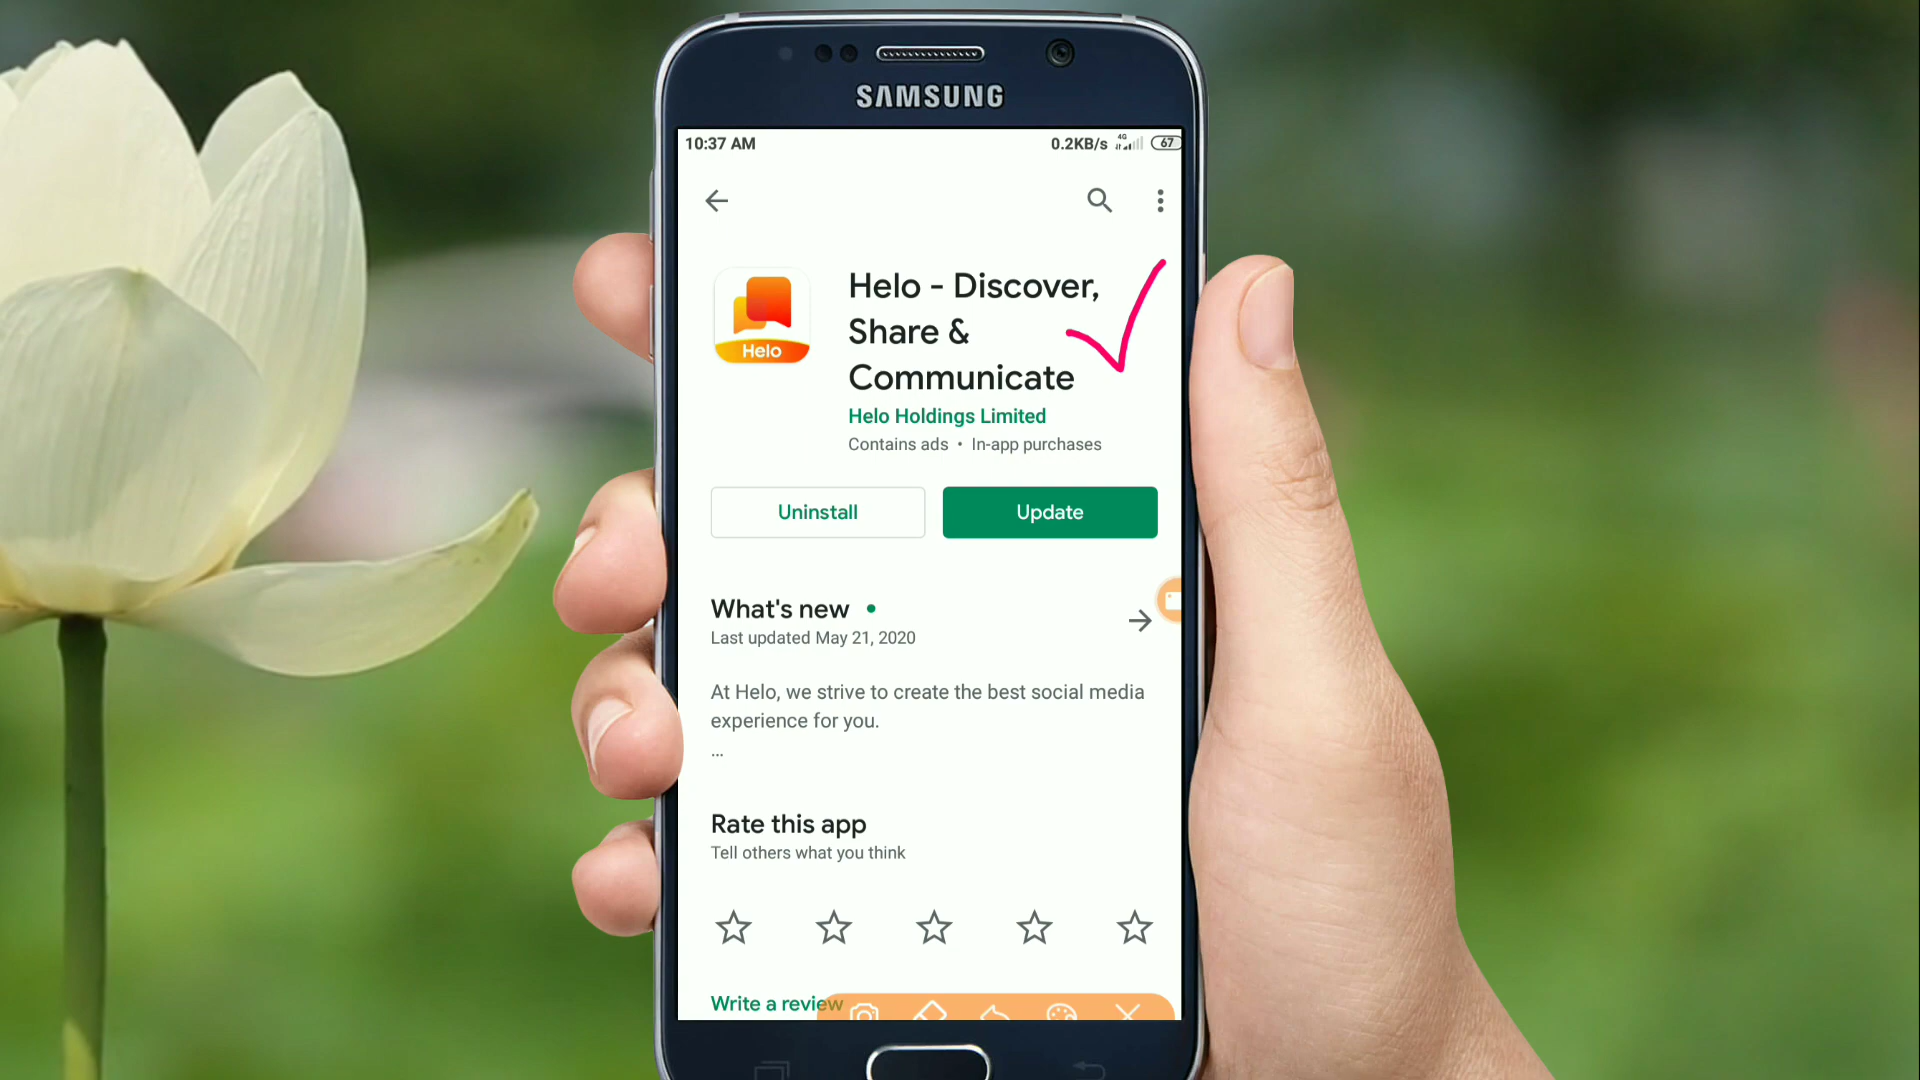 SAMSUNG
10:37 AM
0.2KB/s 4G 67
Helo
Helo - Discover,
Share &
Communicate
Helo Holdings Limited
Contains ads • In-app purchases
Uninstall
Update
What's new
Last updated May 21, 2020
At Helo, we strive to create the best social media
experience for you.
...
Rate this app
Tell others what you think
Write a review